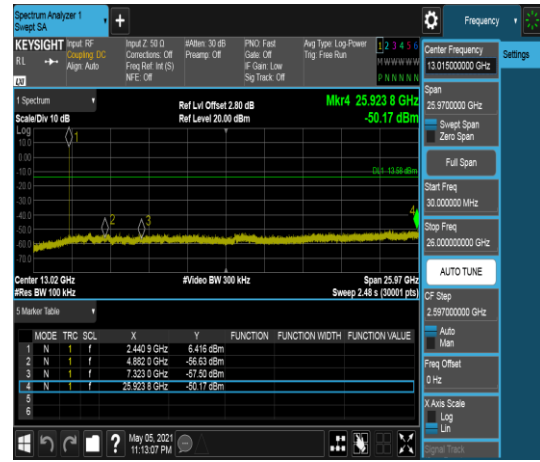 Spectrum Analyzer 1
Swept SA
+
Frequency
KEYSIGHT Input: RF Input Z: 50 Ω #Atten: 30 dB PNO: Fast Avg Type: Log-Power 1 2 3 4 5 6
RL Coupling: DC Corrections: Off Preamp: Off Gate: Off Trig: Free Run M W W W W W
Align: Auto Freq Ref: Int (S) IF Gain: Low
NFE: Off Sig Track: Off P N N N N N
LXI
1 Spectrum
Scale/Div 10 dB
Ref Lvl Offset 2.80 dB
Ref Level 20.00 dBm
Mkr4 25.923 8 GHz
-50.17 dBm
Log
10.0
0.00
-10.0
-20.0
-30.0
-40.0
-50.0
-60.0
-70.0
1
2
3
4
DL1 -13.58 dBm
Center 13.02 GHz
#Res BW 100 kHz
#Video BW 300 kHz
Span 25.97 GHz
Sweep 2.48 s (30001 pts)
5 Marker Table
MODE TRC SCL X Y FUNCTION FUNCTION WIDTH FUNCTION VALUE
1 N 1 f 2.440 9 GHz 6.416 dBm
2 N 1 f 4.882 0 GHz -56.63 dBm
3 N 1 f 7.323 0 GHz -57.50 dBm
4 N 1 f 25.923 8 GHz -50.17 dBm
5
6
?
May 05, 2021
11:13:07 PM
Center Frequency
13.015000000 GHz
Settings
Span
25.9700000 GHz
Swept Span
Zero Span
Full Span
Start Freq
30.000000 MHz
Stop Freq
26.000000000 GHz
AUTO TUNE
CF Step
2.597000000 GHz
Auto
Man
Freq Offset
0 Hz
X Axis Scale
Log
Lin
Signal Track